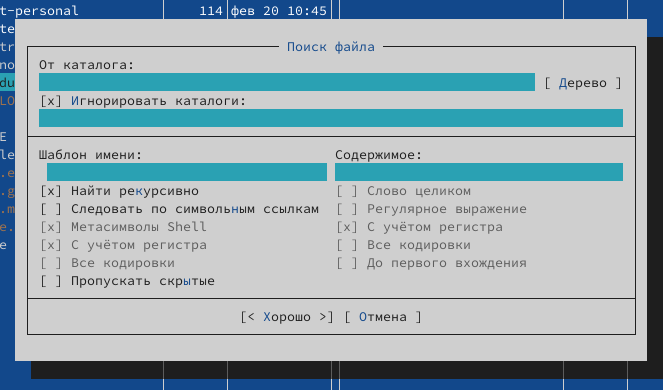 t-personal 114 фев 20 10:45
te
tr
no
du
LO
E
le
.e
.g
.m
e.
e
Поиск файла
От каталога:
[ Дерево ]
[x] Игнорировать каталоги:
Шаблон имени: Содержимое:
[x] Найти рекурсивно [ ] Слово целиком
[ ] Следовать по символьным ссылкам [ ] Регулярное выражение
[x] Метасимволы Shell [x] С учётом регистра
[x] С учётом регистра [ ] Все кодировки
[ ] Все кодировки [ ] До первого вхождения
[ ] Пропускать скрытые
[< Хорошо >] [ Отмена ]